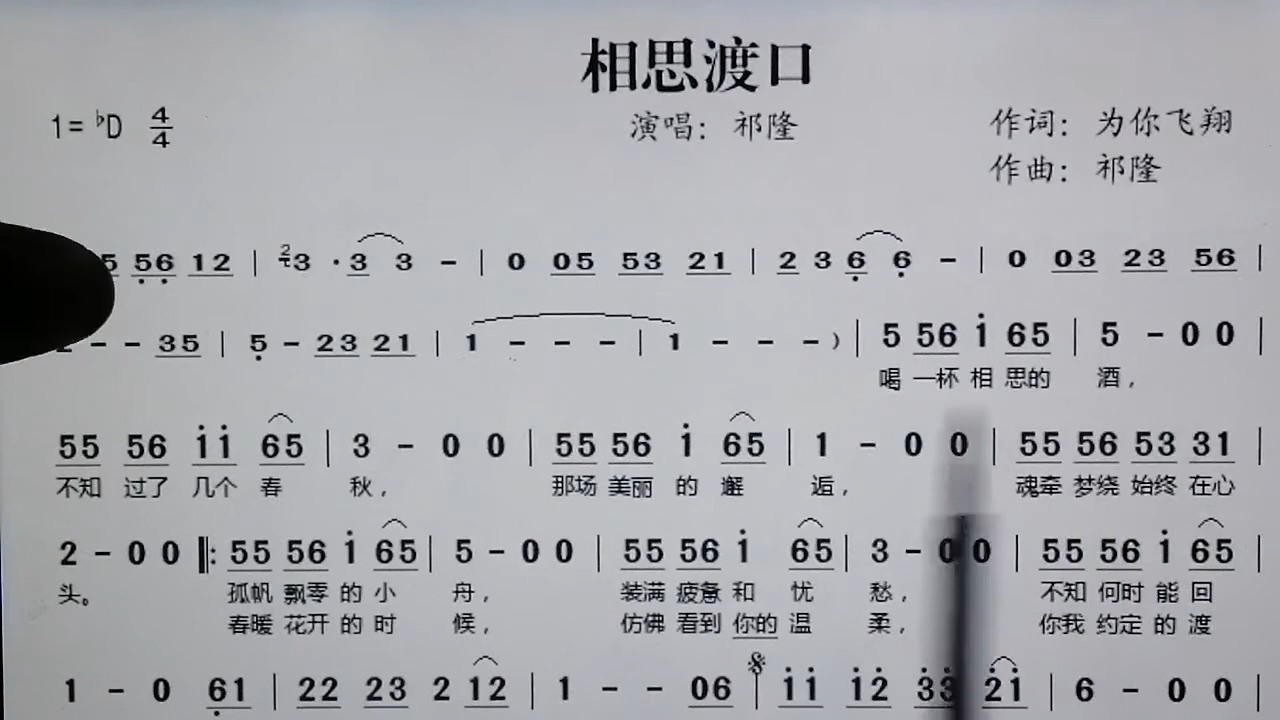 相思渡口
1=♭D 4/4
演唱：祁隆
作词：为你飞翔
作曲：祁隆
5 56 12 | 23·3 3 - | 0 05 53 21 | 2 3 6 6 - | 0 03 23 56 |
- - 35 | 5 - 23 21 | 1 - - - | 1 - - - ) | 5 56 i 65 | 5 - 0 0 |
喝 一杯 相 思的 酒，
55 56 ii 65 | 3 - 0 0 | 55 56 i 65 | 1 - 0 0 | 55 56 53 31 |
不知 过了 几个 春 秋， 那场 美丽 的 邂 逅， 魂牵 梦绕 始终 在心
2 - 0 0 ‖: 55 56 i 65 | 5 - 0 0 | 55 56 i 65 | 3 - 0 0 | 55 56 i 65 |
头。 孤帆 飘零 的 小 舟， 装满 疲惫 和 忧 愁， 不知 何时 能 回
春暖 花开 的 时 候， 仿佛 看到 你的 温 柔， 你我 约定 的 渡
1 - 0 61 | 22 23 2 12 | 1 - - 06 | ii i2 33 2i | 6 - 0 0 |